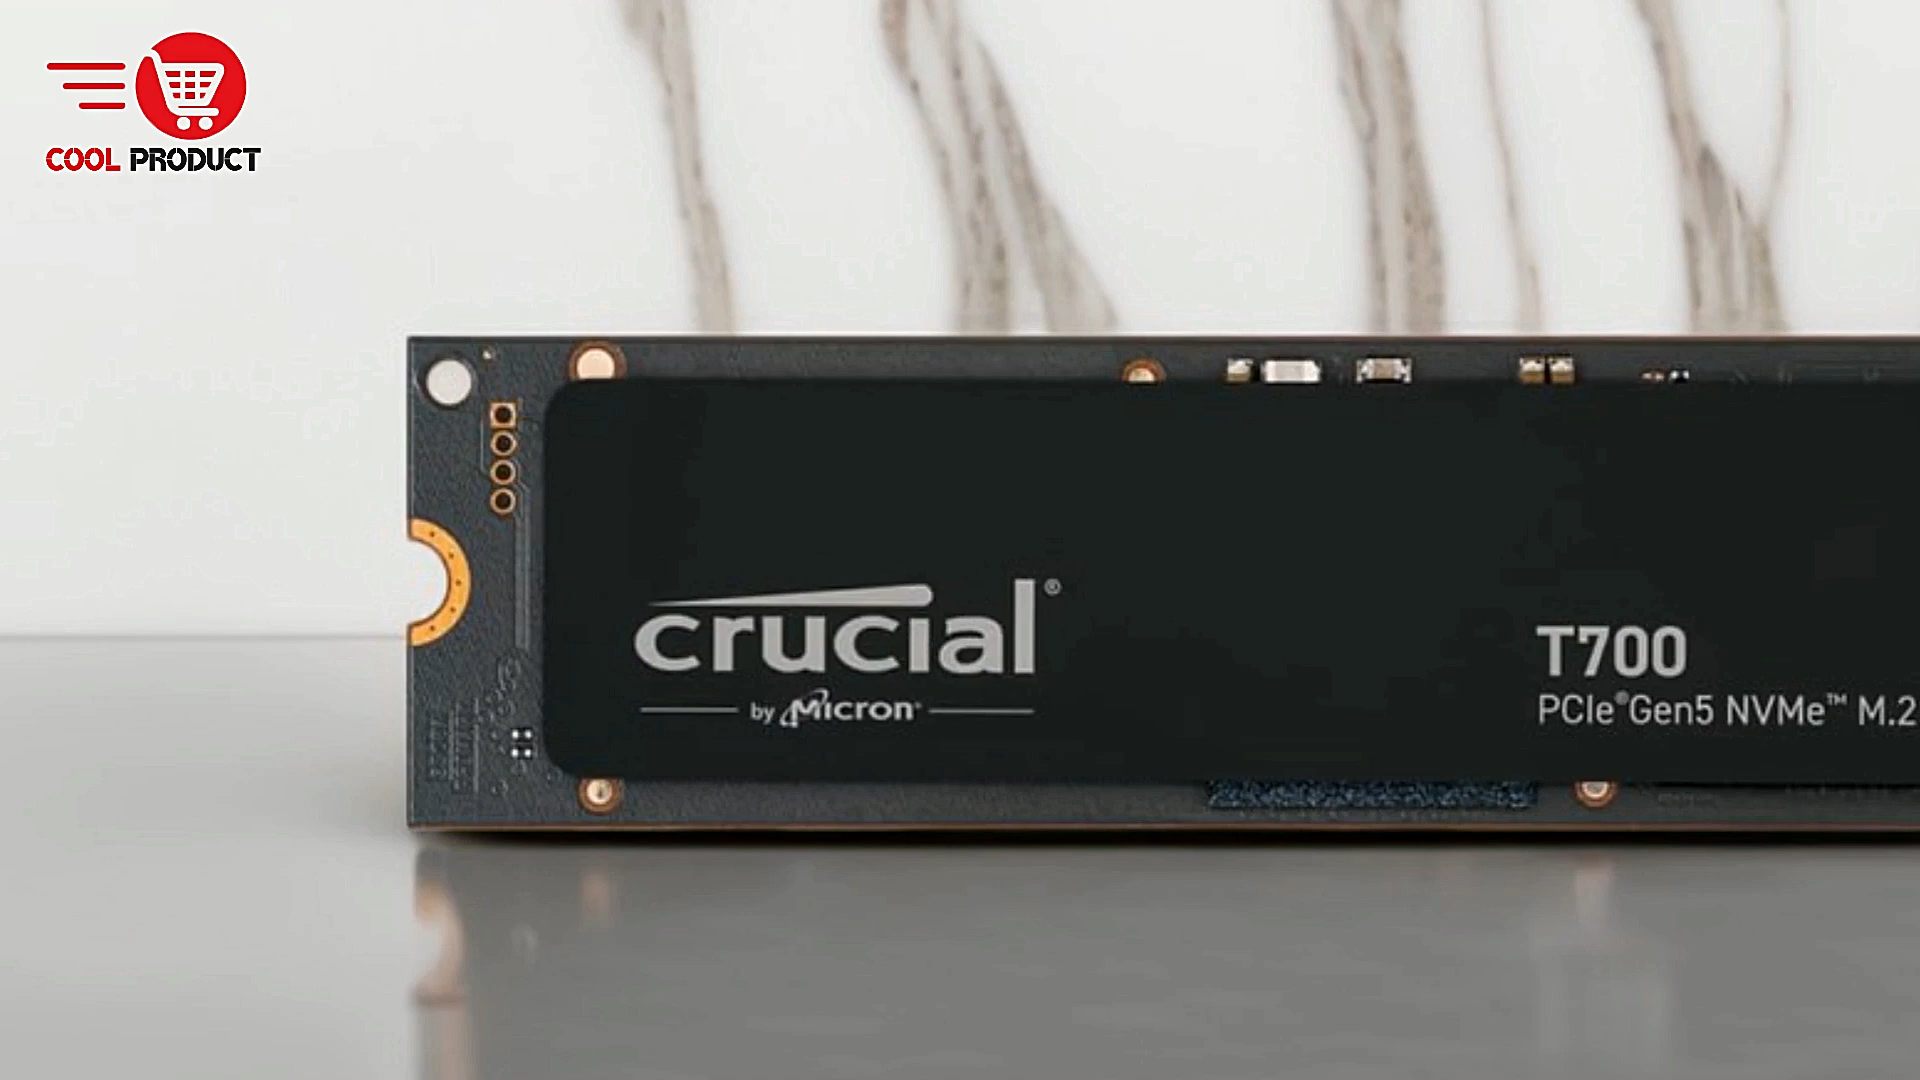 COOL PRODUCT
crucial®
by Micron®
T700
PCIe®Gen5 NVMe™ M.2